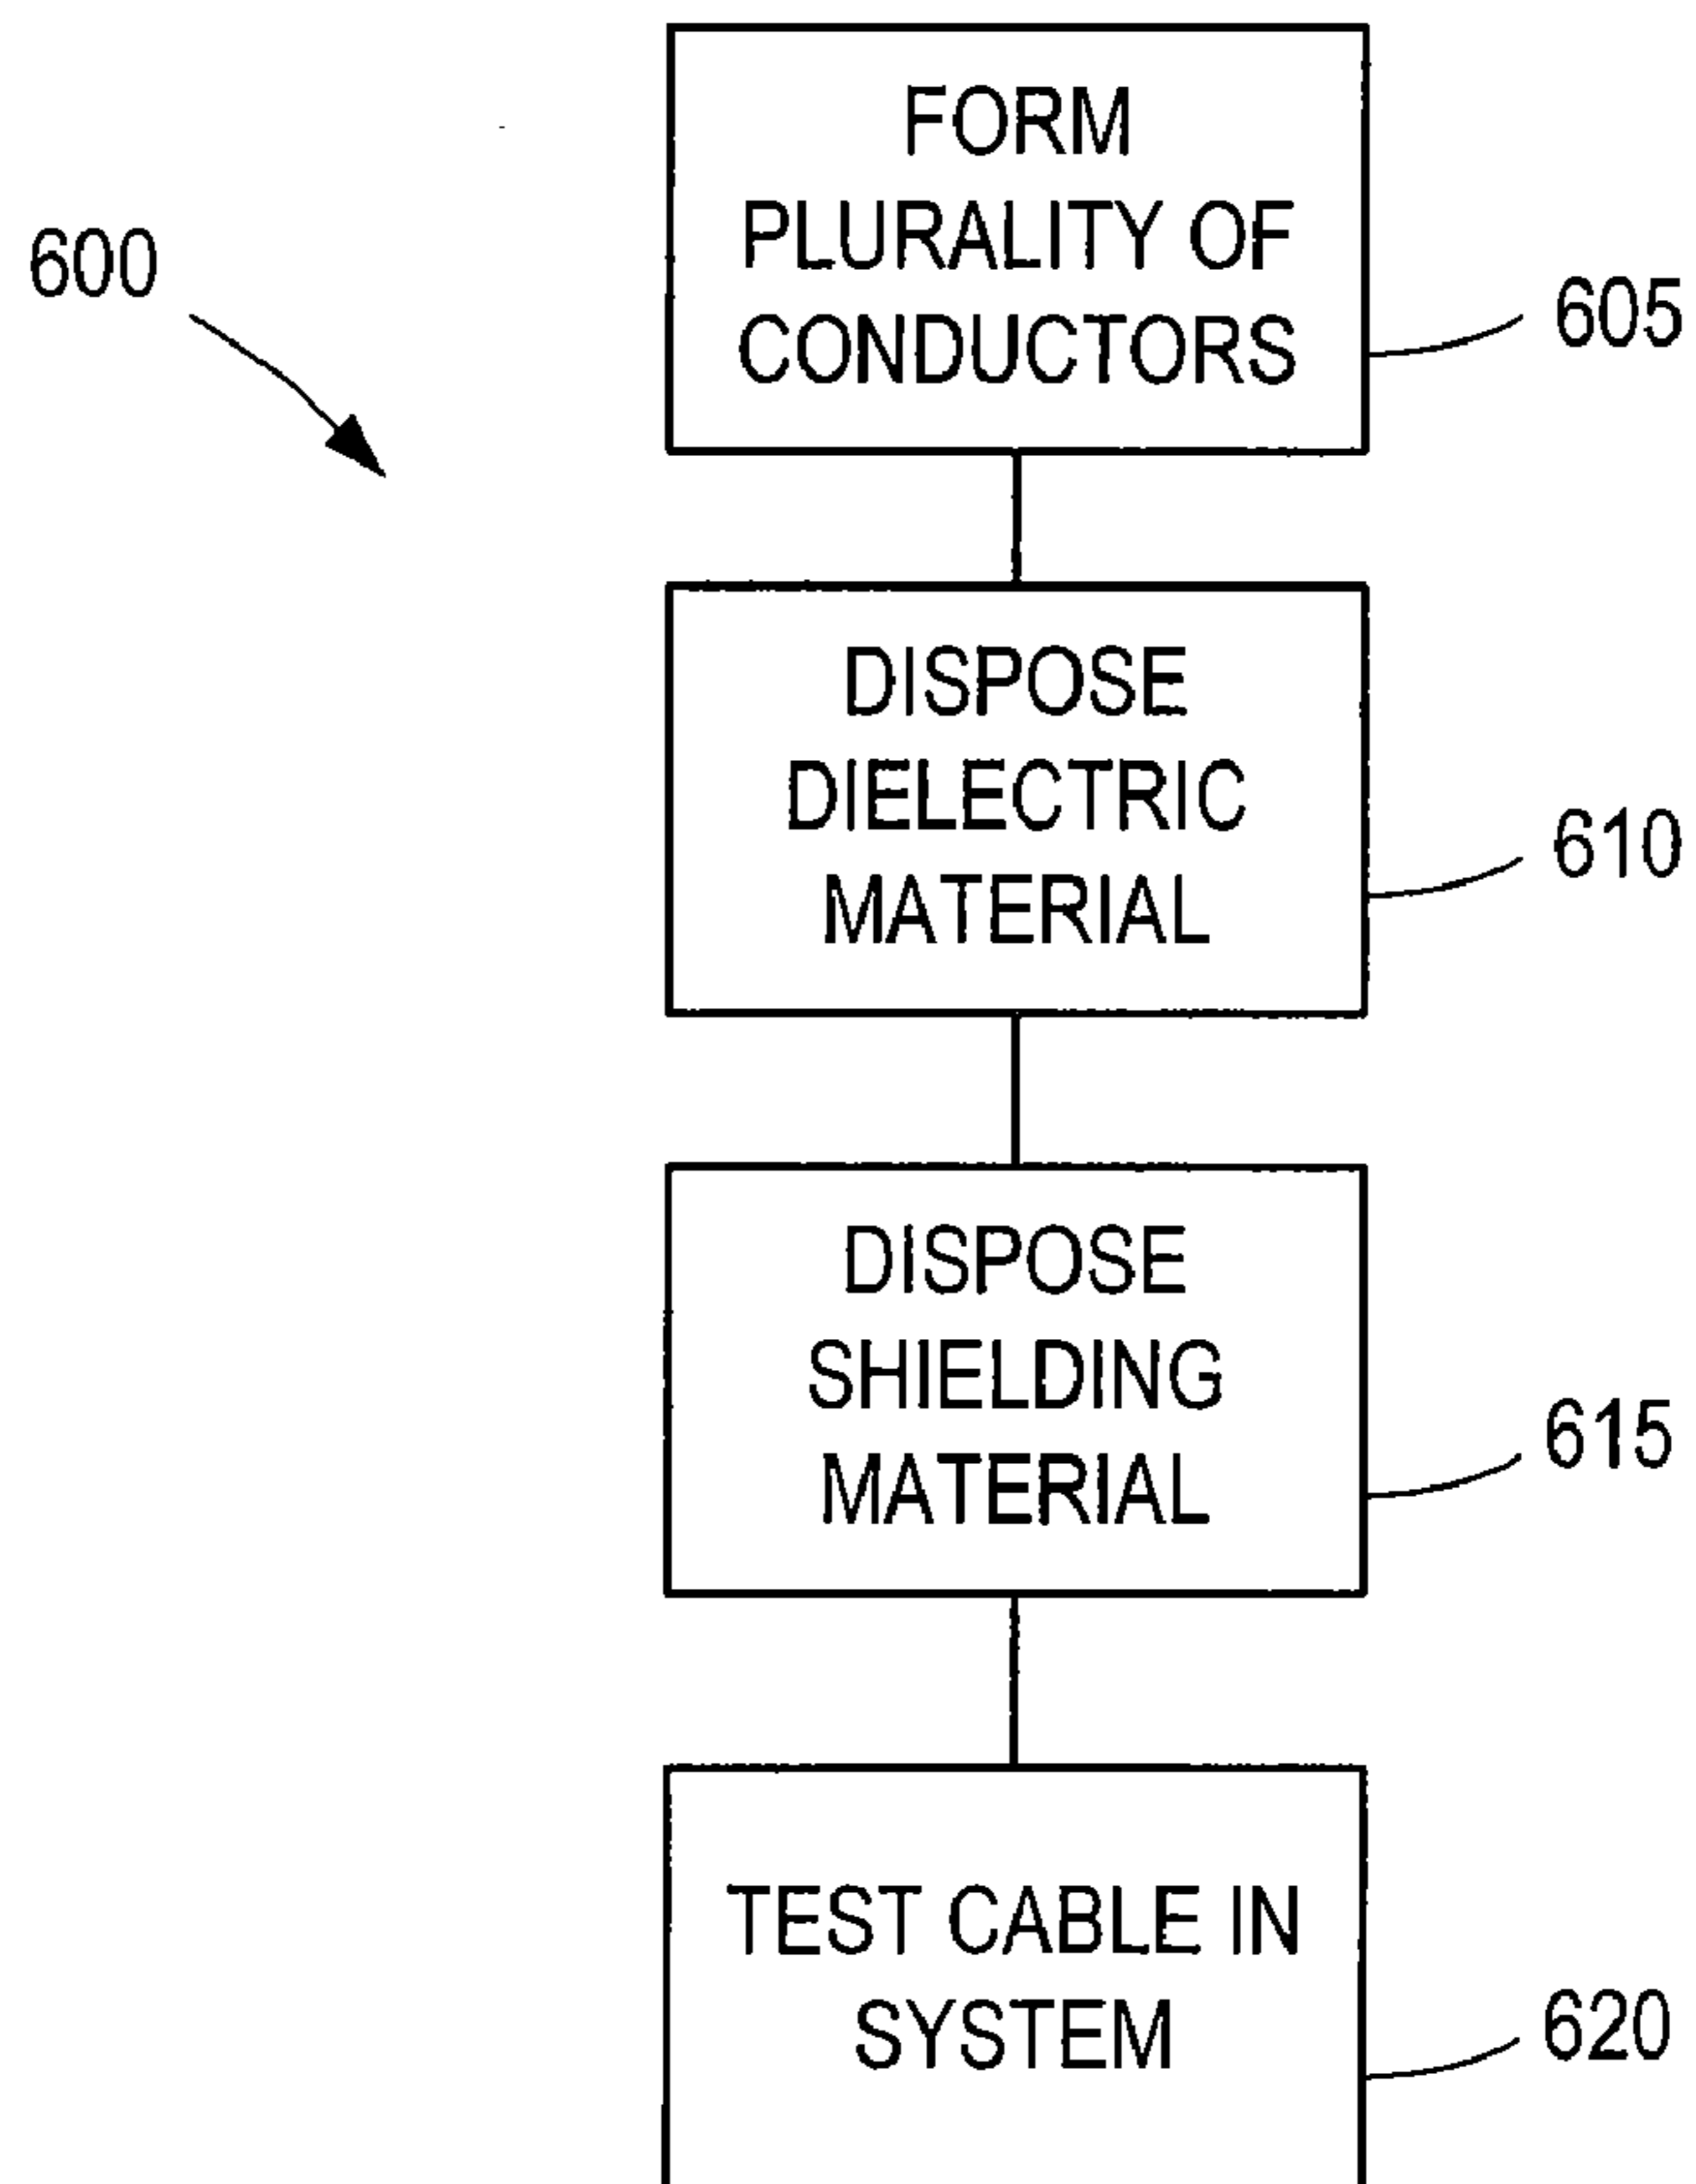 600
FORM
PLURALITY OF
CONDUCTORS
605
DISPOSE
DIELECTRIC
MATERIAL
610
DISPOSE
SHIELDING
MATERIAL
615
TEST CABLE IN
SYSTEM
620